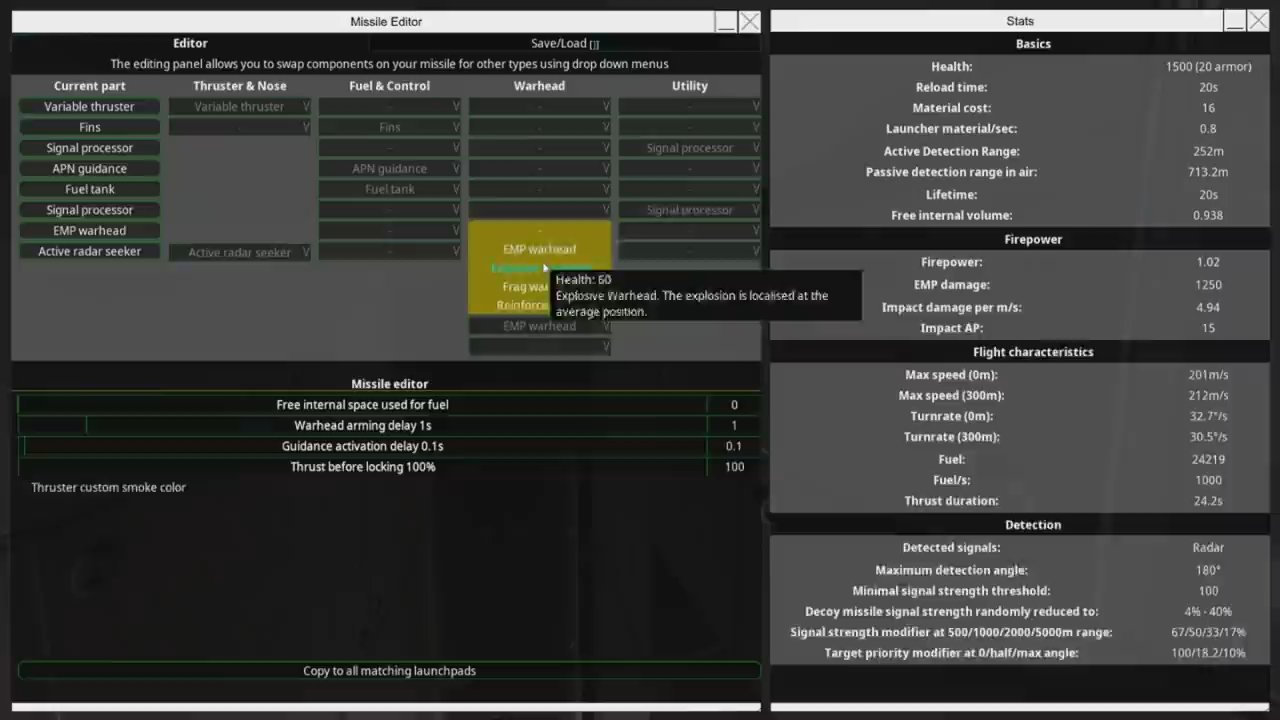 Missile Editor
Editor
Save/Load []]
The editing panel allows you to swap components on your missile for other types using drop down menus
Current part Thruster & Nose Fuel & Control Warhead Utility
Variable thruster Variable thruster V - V - V - V
Fins - V Fins V - V - V
Signal processor - V - V Signal processor V
APN guidance APN guidance V - V - V
Fuel tank Fuel tank V - V - V
Signal processor - V - V Signal processor V
EMP warhead - V - - V
Active radar seeker Active radar seeker V - V EMP warhead - V
Frag wa
Reinforce
EMP warhead V
V
Health: 60
Explosive Warhead. The explosion is localised at the
average position.
Missile editor
Free internal space used for fuel 0
Warhead arming delay 1s 1
Guidance activation delay 0.1s 0.1
Thrust before locking 100% 100
Thruster custom smoke color
Copy to all matching launchpads
Stats
Basics
Health: 1500 (20 armor)
Reload time: 20s
Material cost: 16
Launcher material/sec: 0.8
Active Detection Range: 252m
Passive detection range in air: 713.2m
Lifetime: 20s
Free internal volume: 0.938
Firepower
Firepower: 1.02
EMP damage: 1250
Impact damage per m/s: 4.94
Impact AP: 15
Flight characteristics
Max speed (0m): 201m/s
Max speed (300m): 212m/s
Turnrate (0m): 32.7°/s
Turnrate (300m): 30.5°/s
Fuel: 24219
Fuel/s: 1000
Thrust duration: 24.2s
Detection
Detected signals: Radar
Maximum detection angle: 180°
Minimal signal strength threshold: 100
Decoy missile signal strength randomly reduced to: 4% - 40%
Signal strength modifier at 500/1000/2000/5000m range: 67/50/33/17%
Target priority modifier at 0/half/max angle: 100/18.2/10%